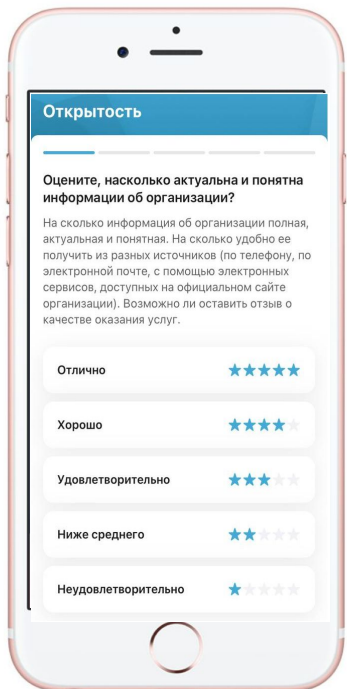 Открытость
Оцените, насколько актуальна и понятна
информации об организации?
На сколько информация об организации полная,
актуальная и понятная. На сколько удобно ее
получить из разных источников (по телефону, по
электронной почте, с помощью электронных
сервисов, доступных на официальном сайте
организации). Возможно ли оставить отзыв о
качестве оказания услуг.
Отлично
Хорошо
Удовлетворительно
Ниже среднего
Неудовлетворительно